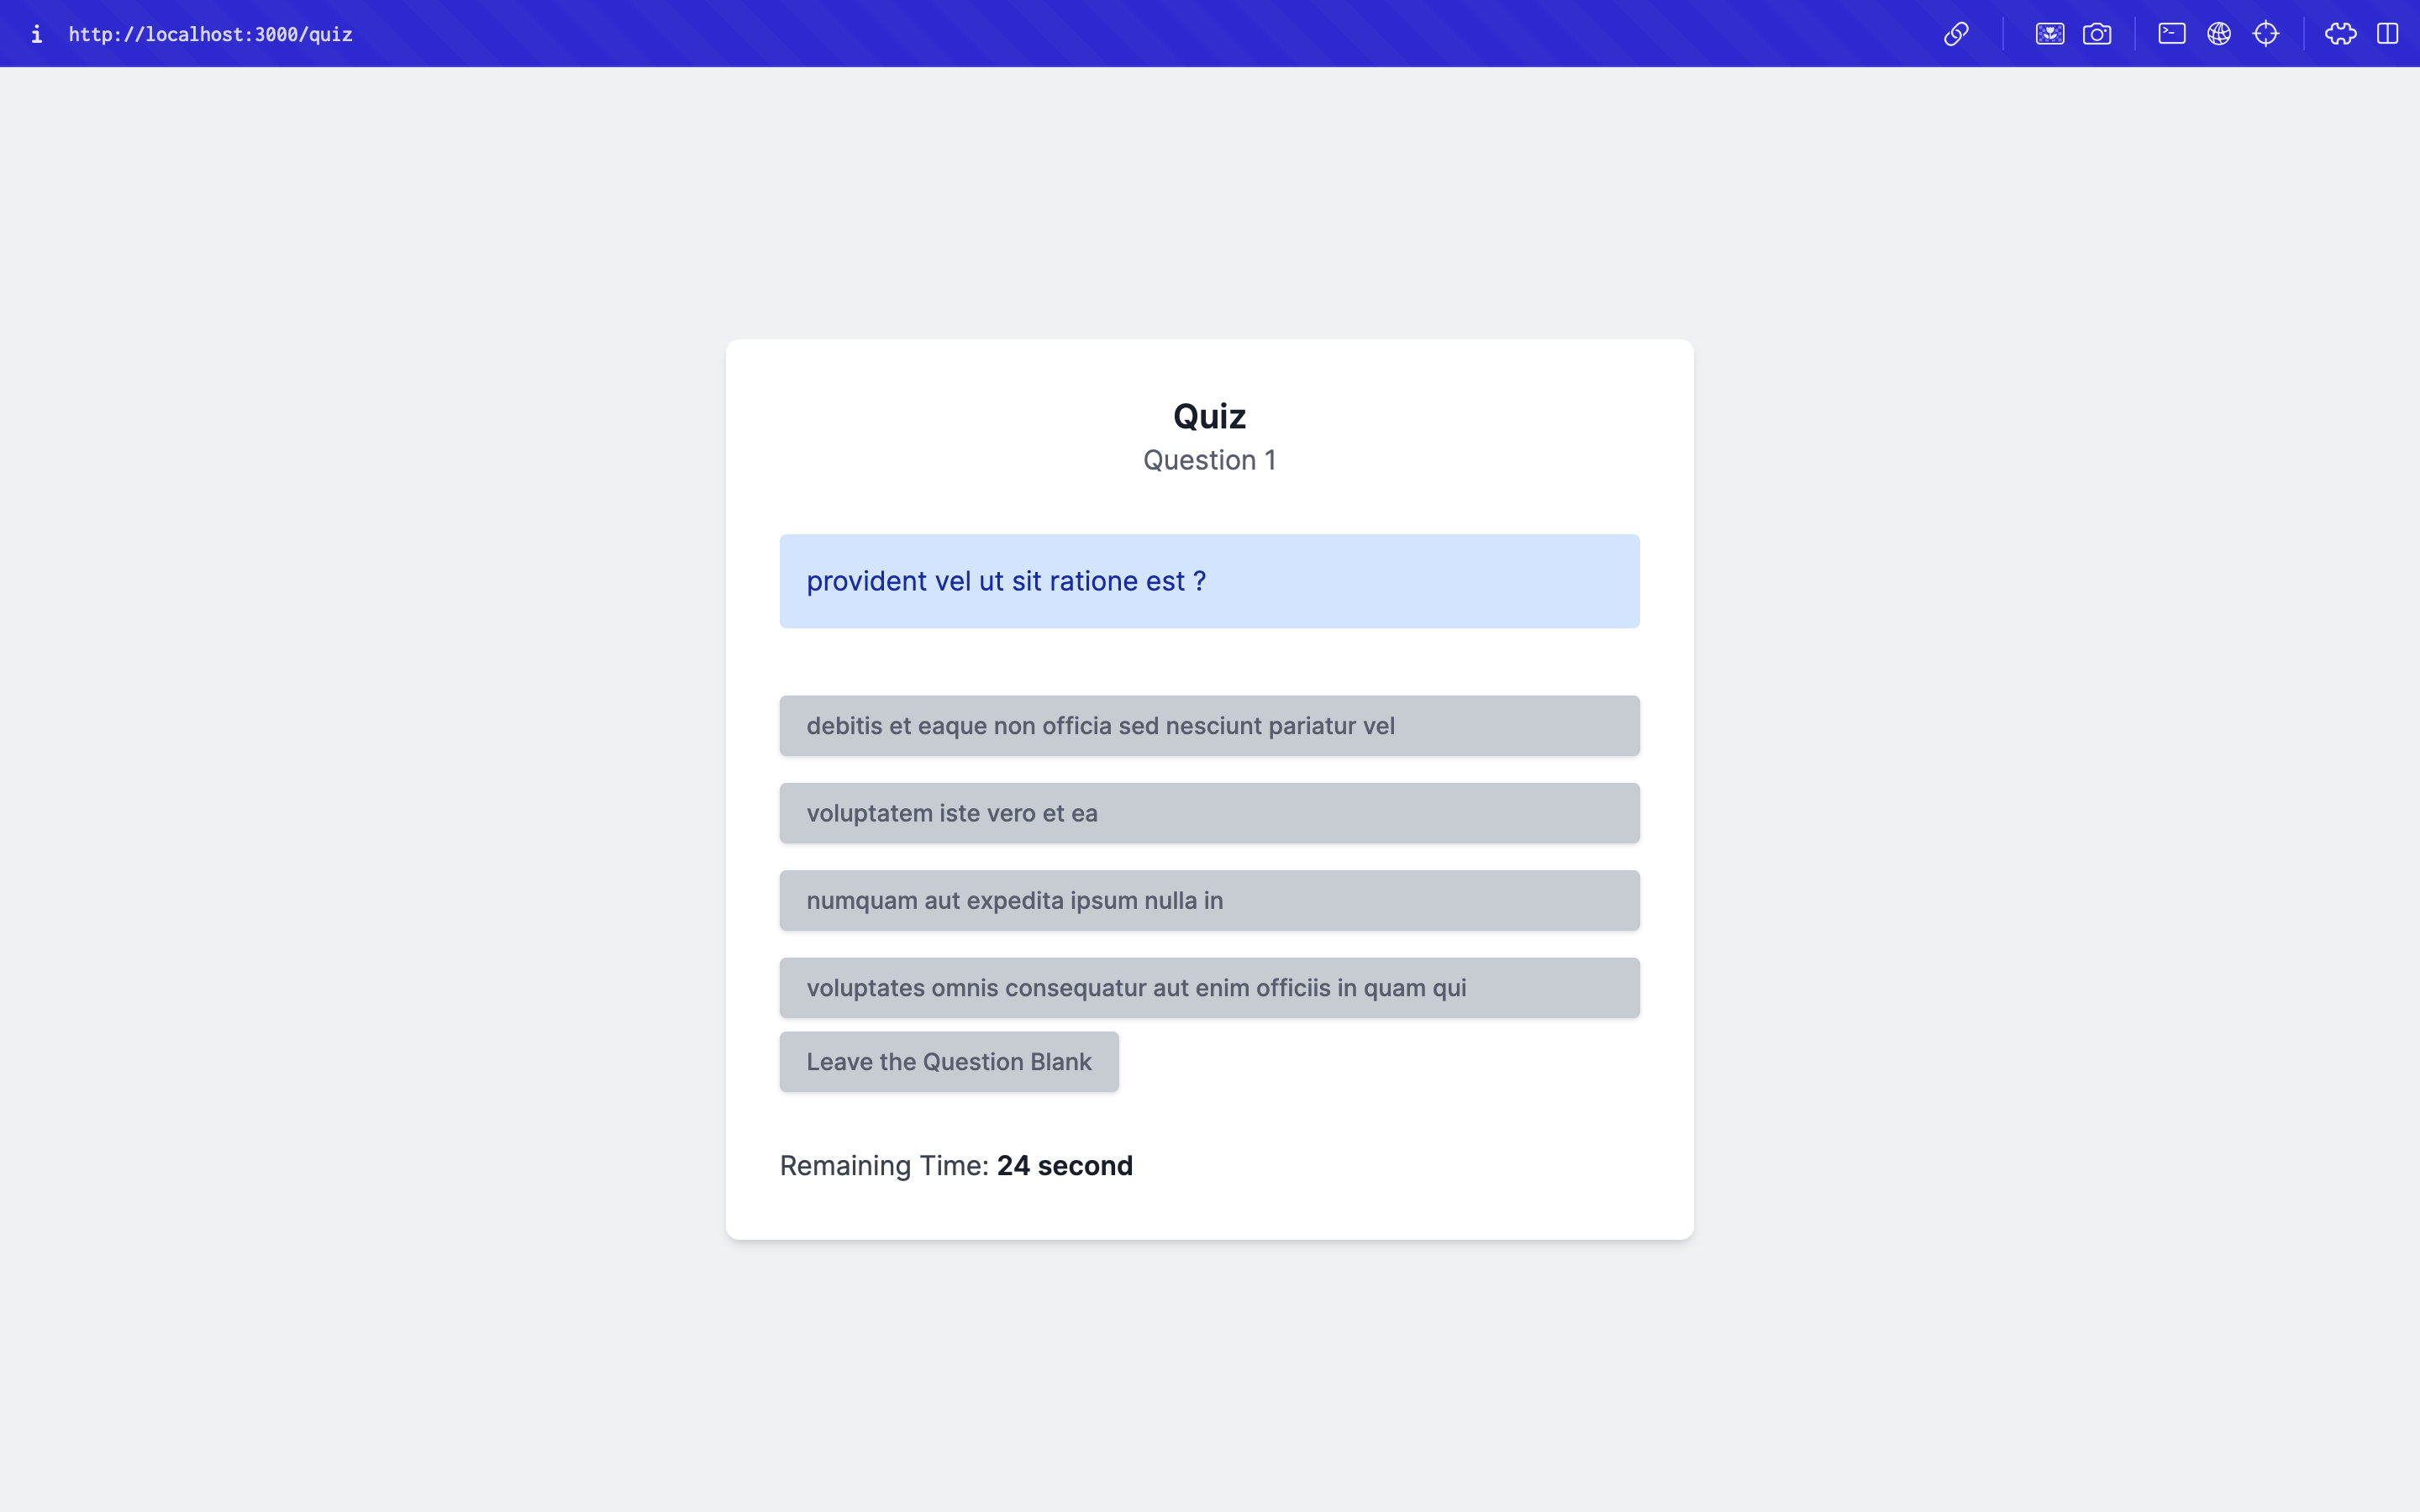 i http://localhost:3000/quiz
Quiz
Question 1
provident vel ut sit ratione est ?
debitis et eaque non officia sed nesciunt pariatur vel
voluptatem iste vero et ea
numquam aut expedita ipsum nulla in
voluptates omnis consequatur aut enim officiis in quam qui
Leave the Question Blank
Remaining Time: 24 second